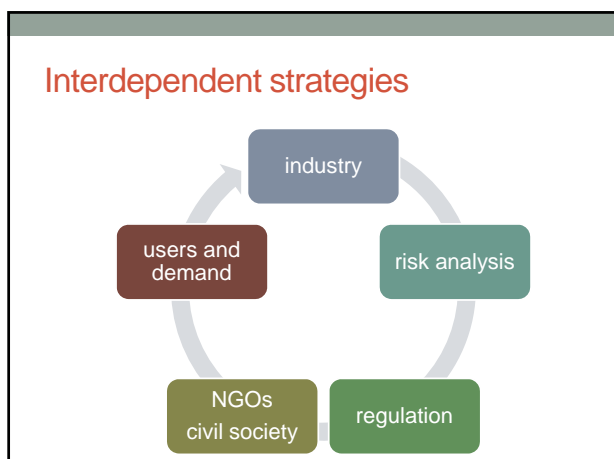 Interdependent strategies
industry
risk analysis
regulation
NGOs
civil society
users and
demand